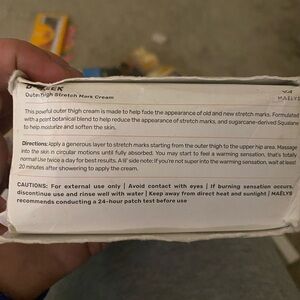 Outer Thigh Stretch Mark Cream
MAËLYS
This powerful outer thigh cream is made to help fade the appearance of old and new stretch marks. Formulated
with a potent botanical blend to help reduce the appearance of stretch marks, and sugarcane-derived Squalane
to help moisturize and soften the skin.
Directions: Apply a generous layer to stretch marks starting from the outer thigh to the upper hip area. Massage
into the skin in circular motions until fully absorbed. You may start to feel a warming sensation, that's totally
normal! Use twice a day for best results. A lil' side note: If you're not super into the warming sensation, wait at least
20 minutes after showering to apply the cream.
CAUTIONS: For external use only | Avoid contact with eyes | If burning sensation occurs,
discontinue use and rinse well with water | Keep away from direct heat and sunlight | MAËLYS
recommends conducting a 24-hour patch test before use